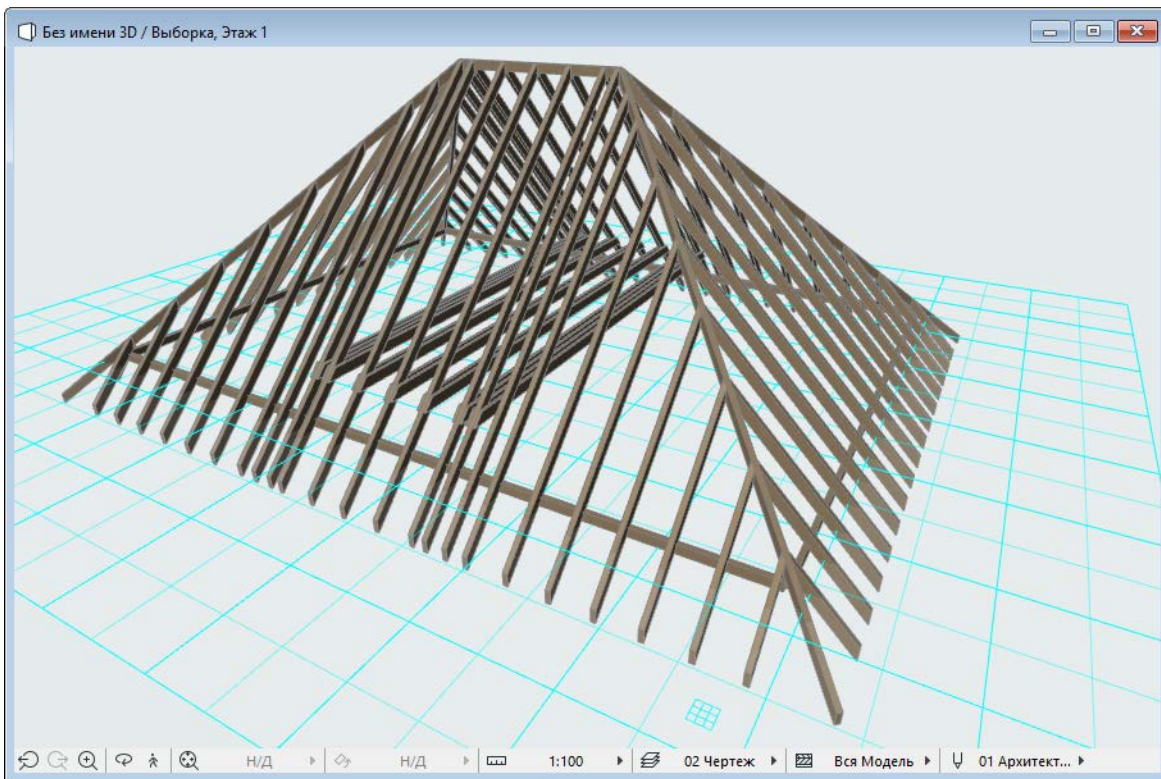 Без имени 3D / Выборка, Этаж 1
Н/Д Н/Д 1:100 02 Чертеж Вся Модель 01 Архитект...